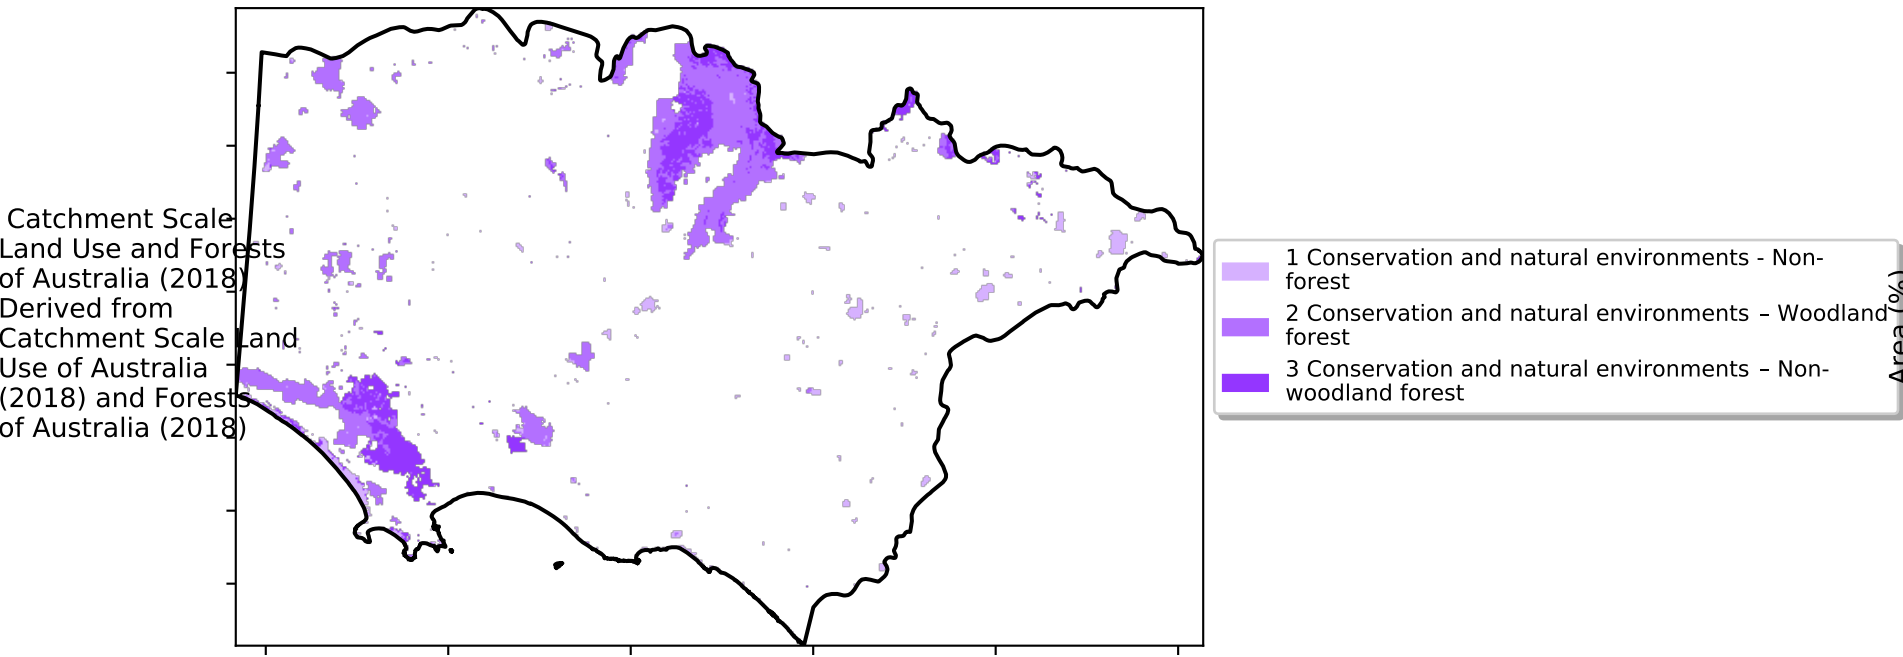 Catchment Scale
Land Use and Forests
of Australia (2018)
Derived from
Catchment Scale Land
Use of Australia
(2018) and Forests
of Australia (2018)
1 Conservation and natural environments - Non-
forest
2 Conservation and natural environments – Woodland
forest
3 Conservation and natural environments – Non-
woodland forest
Area (%)